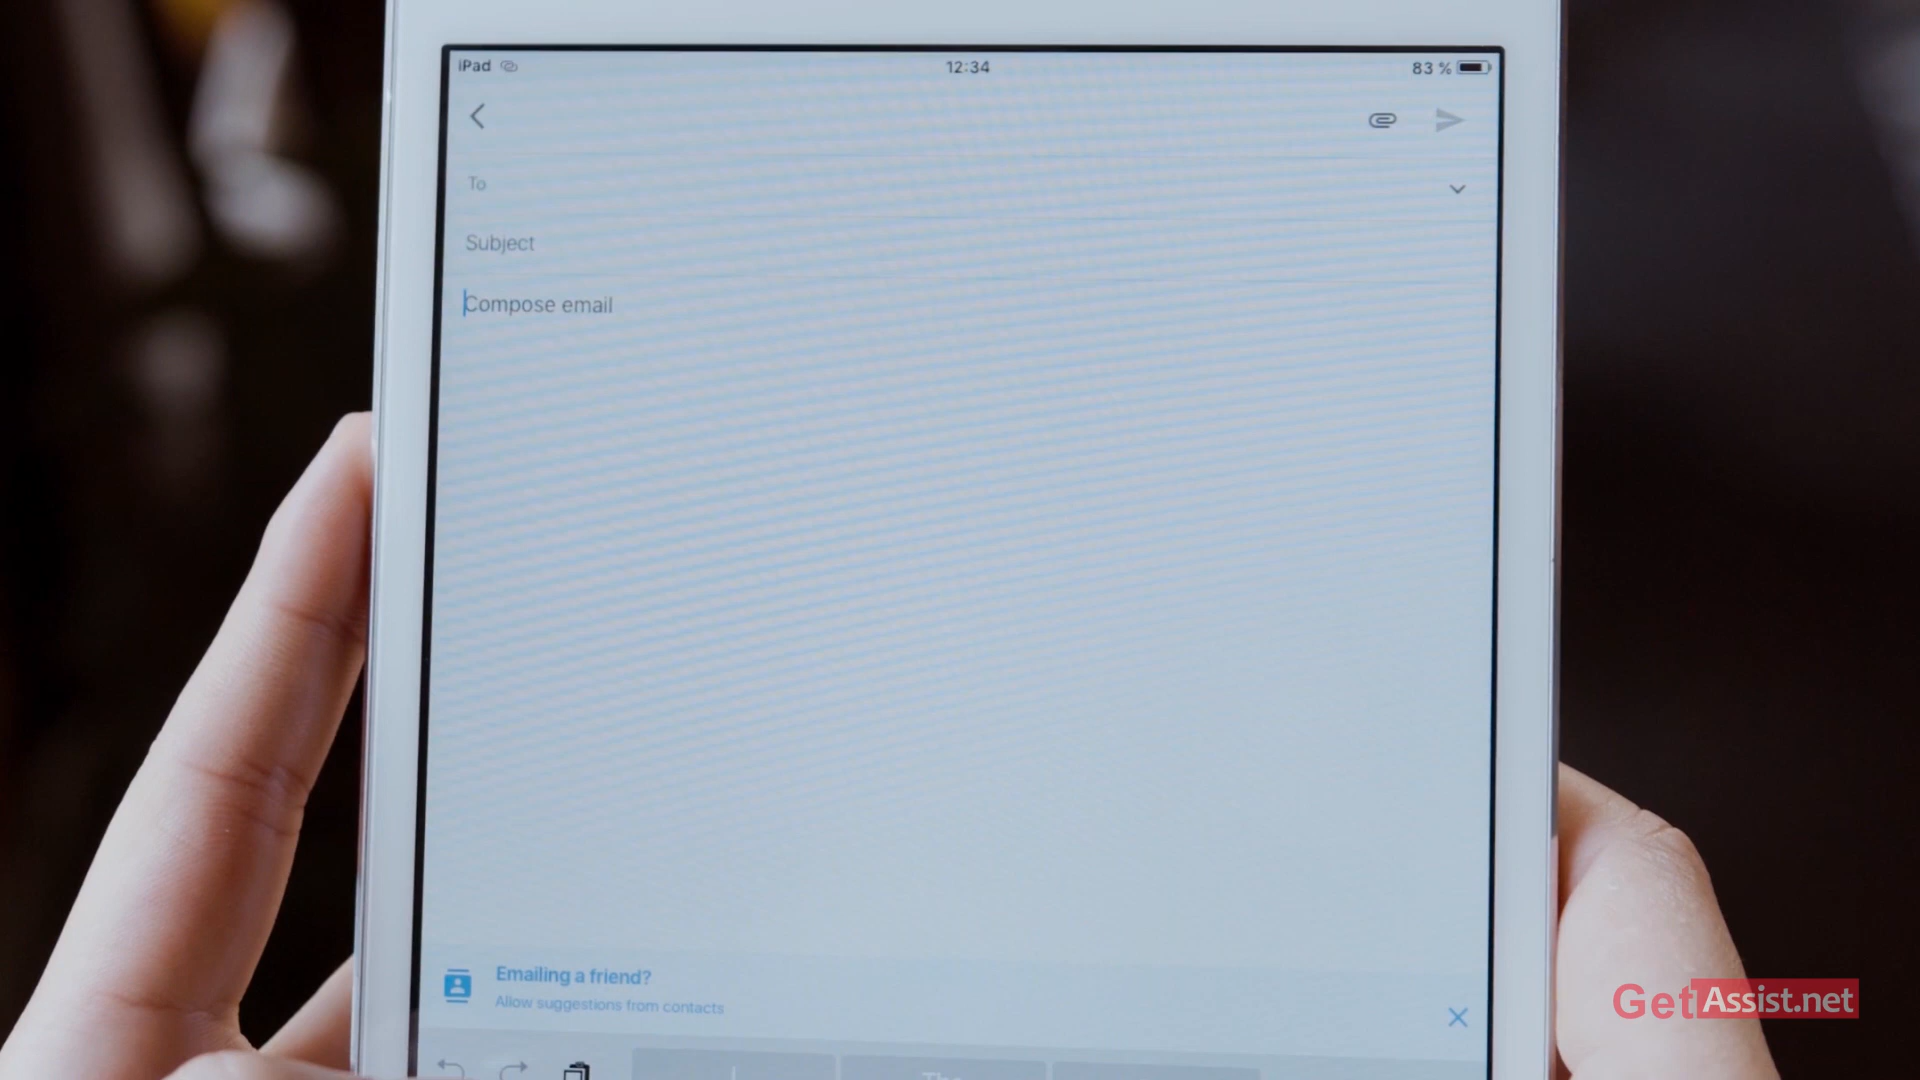 iPad
12:34
83 %
To
Subject
Compose email
Emailing a friend?
Allow suggestions from contacts
GetAssist.net